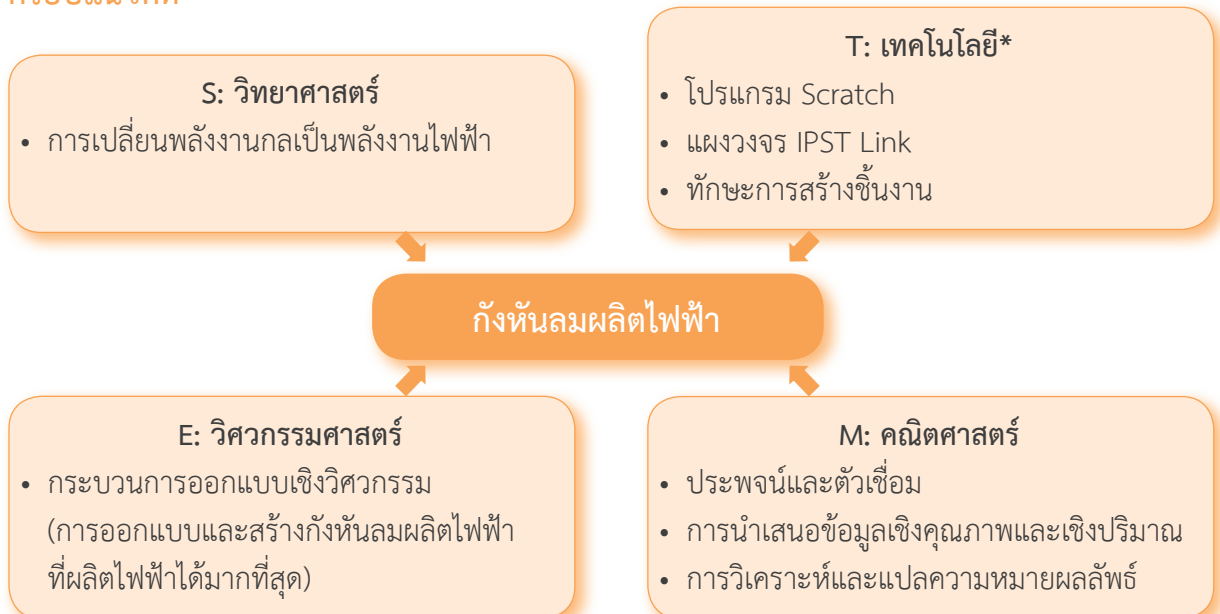 S: วิทยาศาสตร์
• การเปลี่ยนพลังงานกลเป็นพลังงานไฟฟ้า
T: เทคโนโลยี*
• โปรแกรม Scratch
• แผงวงจร IPST Link
• ทักษะการสร้างชิ้นงาน
กังหันลมผลิตไฟฟ้า
E: วิศวกรรมศาสตร์
• กระบวนการออกแบบเชิงวิศวกรรม
(การออกแบบและสร้างกังหันลมผลิตไฟฟ้า
ที่ผลิตไฟฟ้าได้มากที่สุด)
M: คณิตศาสตร์
• ประพจน์และตัวเชื่อม
• การนำเสนอข้อมูลเชิงคุณภาพและเชิงปริมาณ
• การวิเคราะห์และแปลความหมายผลลัพธ์